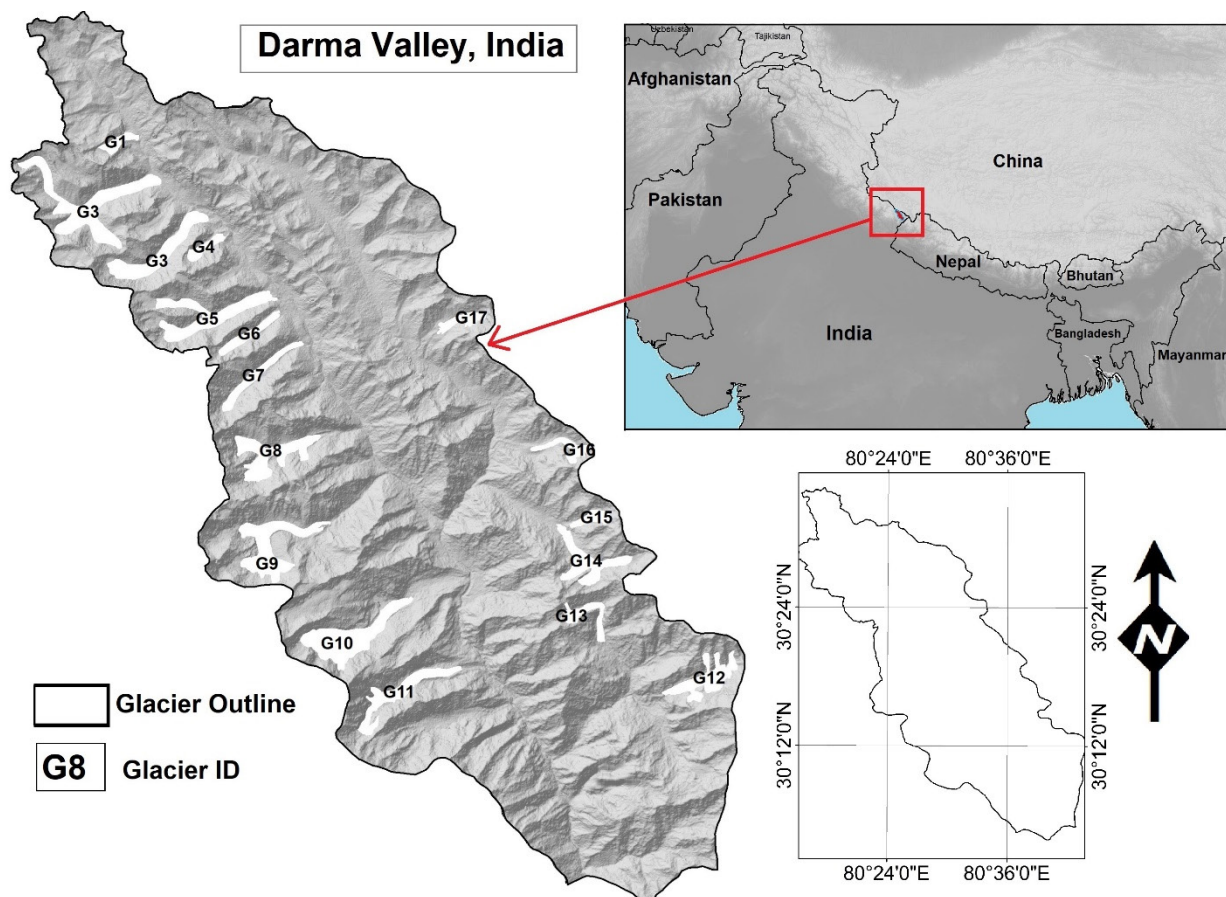 Darma Valley, India
G1
G3
G3
G4
G5
G6
G7
G8
G9
G10
G11
G17
G16
G15
G14
G13
G12
Glacier Outline
G8
Glacier ID
Uzbekistan
Tajikistan
Afghanistan
China
Pakistan
Nepal
Bhutan
India
Bangladesh
Mayanmar
80°24'0"E
80°36'0"E
30°24'0"N
30°12'0"N
30°24'0"N
30°12'0"N
80°24'0"E
80°36'0"E
N